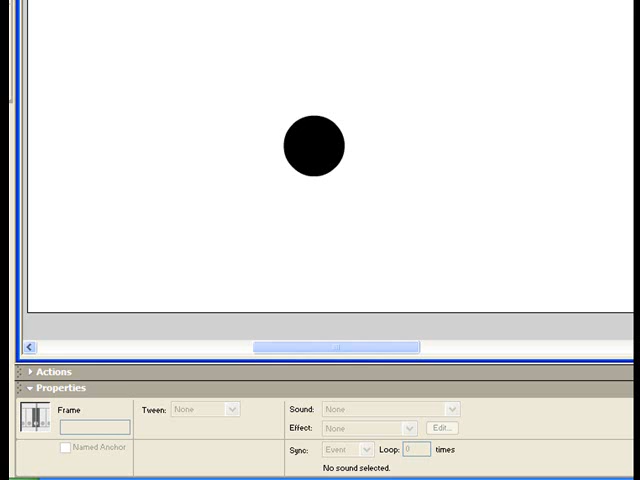 Actions
Properties
Frame
Tween: None
Sound: None
Effect: None Edit...
Named Anchor
Sync: Event Loop: 0 times
No sound selected.